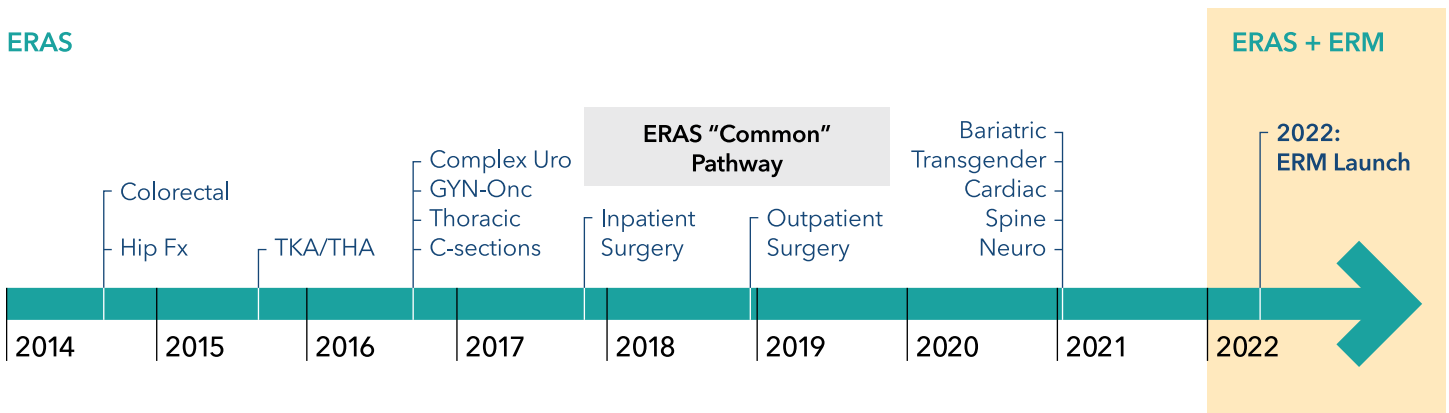 ERAS
ERAS + ERM
ERAS “Common”
Pathway
Colorectal
Hip Fx
TKA/THA
Complex Uro
GYN-Onc
Thoracic
C-sections
Inpatient
Surgery
Outpatient
Surgery
Bariatric
Transgender
Cardiac
Spine
Neuro
2022:
ERM Launch
2014
2015
2016
2017
2018
2019
2020
2021
2022